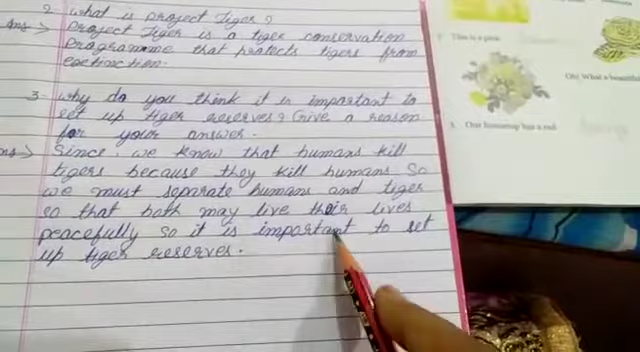 2. what is project Tiger?
Ans → Project Tiger is a tiger conservation
Programme that protects tigers from
extinction.
3- why do you think it is important to
set up tiger reserves? Give a reason
for your answer.
Ans → Since, we know that humans kill
tigers because they kill humans so
we must separate humans and tiger
so that both may live their lives
peacefully so it is important to set
up tiger reserves.
This is a pink
(b) What a beautiful